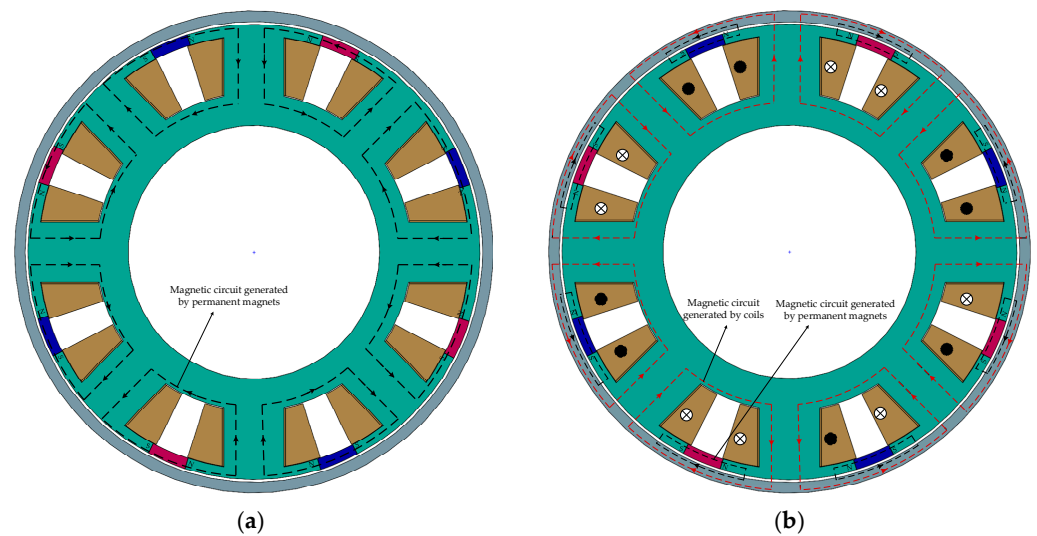 Magnetic circuit generated
by permanent magnets
Magnetic circuit
generated by coils
Magnetic circuit generated
by permanent magnets
(a)
(b)